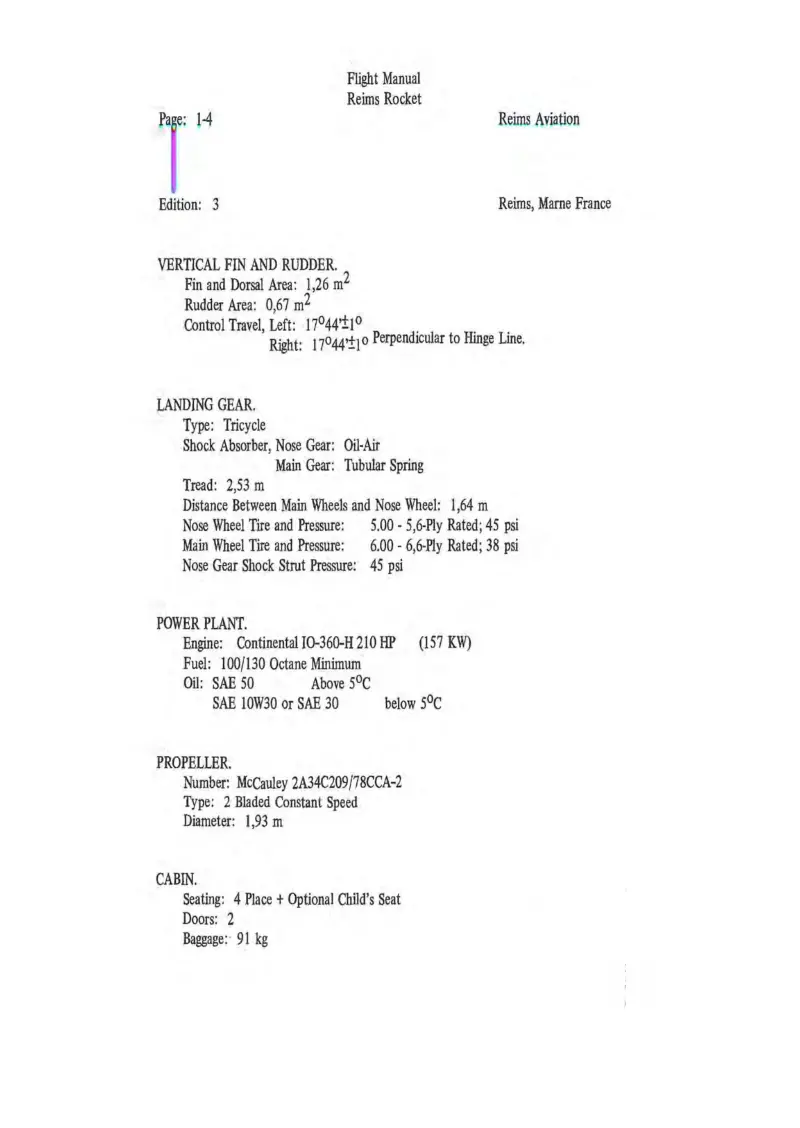 Flight Manual
Reims Rocket
Page: 1-4 Reims Aviation
Edition: 3 Reims, Marne France
VERTICAL FIN AND RUDDER.
Fin and Dorsal Area: 1,26 m²
Rudder Area: 0,67 m²
Control Travel, Left: 17°44'±1°
Right: 17°44'±1° Perpendicular to Hinge Line.
LANDING GEAR.
Type: Tricycle
Shock Absorber, Nose Gear: Oil-Air
Main Gear: Tubular Spring
Tread: 2,53 m
Distance Between Main Wheels and Nose Wheel: 1,64 m
Nose Wheel Tire and Pressure: 5.00 - 5,6-Ply Rated; 45 psi
Main Wheel Tire and Pressure: 6.00 - 6,6-Ply Rated; 38 psi
Nose Gear Shock Strut Pressure: 45 psi
POWER PLANT.
Engine: Continental IO-360-H 210 HP (157 KW)
Fuel: 100/130 Octane Minimum
Oil: SAE 50 Above 5°C
SAE 10W30 or SAE 30 below 5°C
PROPELLER.
Number: McCauley 2A34C209/78CCA-2
Type: 2 Bladed Constant Speed
Diameter: 1,93 m
CABIN.
Seating: 4 Place + Optional Child's Seat
Doors: 2
Baggage: 91 kg